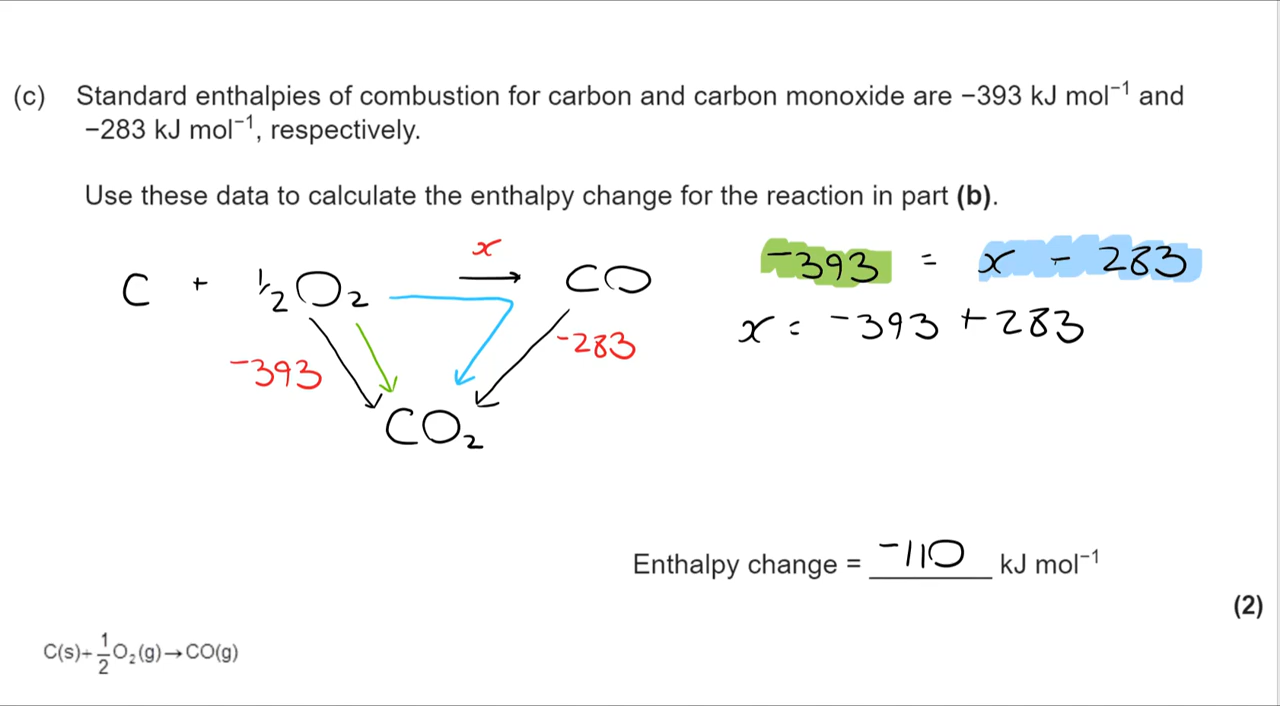 (c) Standard enthalpies of combustion for carbon and carbon monoxide are −393 kJ mol⁻¹ and
−283 kJ mol⁻¹, respectively.
Use these data to calculate the enthalpy change for the reaction in part (b).
x
C + ½O₂ → CO
-393 = x - 283
x = -393 + 283
-393
-283
CO₂
Enthalpy change = -110 kJ mol⁻¹
(2)
C(s)+½O₂(g)→CO(g)